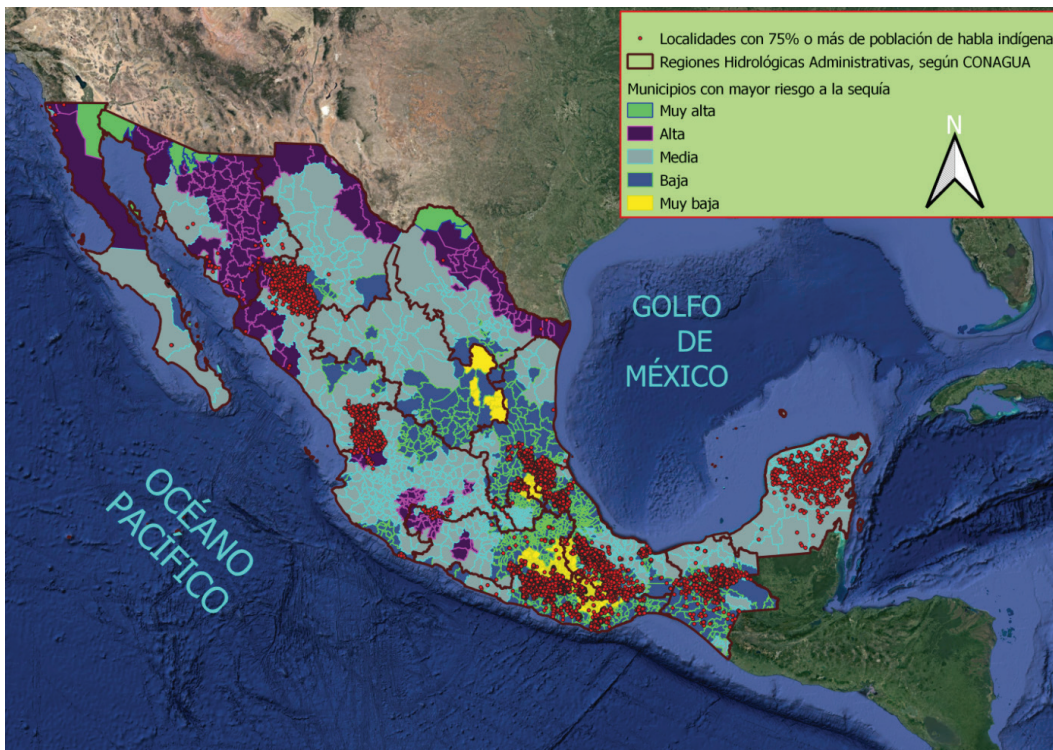 Localidades con 75% o más de población de habla indígena
Regiones Hidrológicas Administrativas, según CONAGUA
Municipios con mayor riesgo a la sequía
Muy alta
Alta
Media
Baja
Muy baja
N
GOLFO
DE
MÉXICO
OCÉANO
PACÍFICO